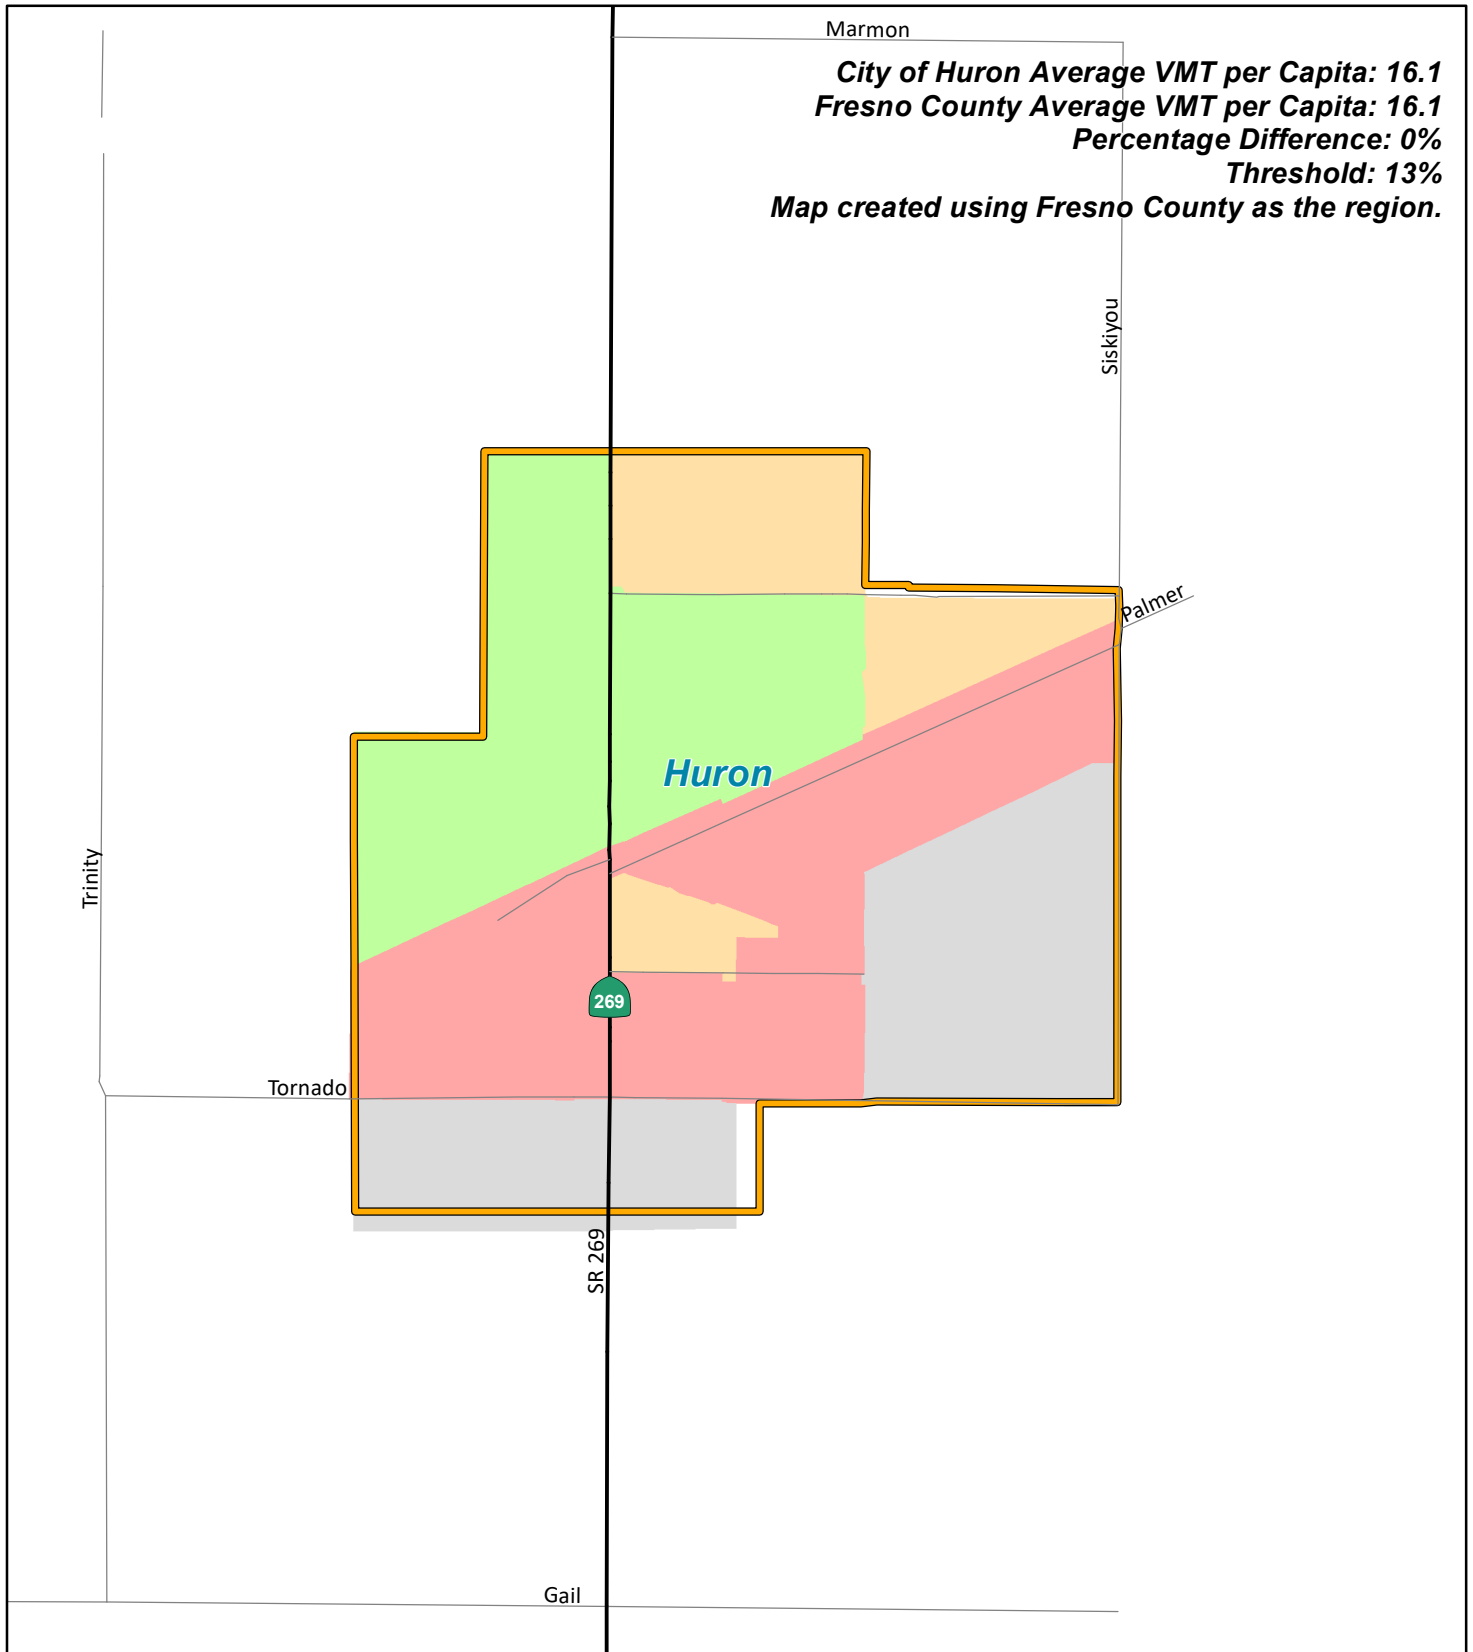 Marmon
City of Huron Average VMT per Capita: 16.1
Fresno County Average VMT per Capita: 16.1
Percentage Difference: 0%
Threshold: 13%
Map created using Fresno County as the region.
Siskiyou
Palmer
Huron
Trinity
269
Tornado
SR 269
Gail